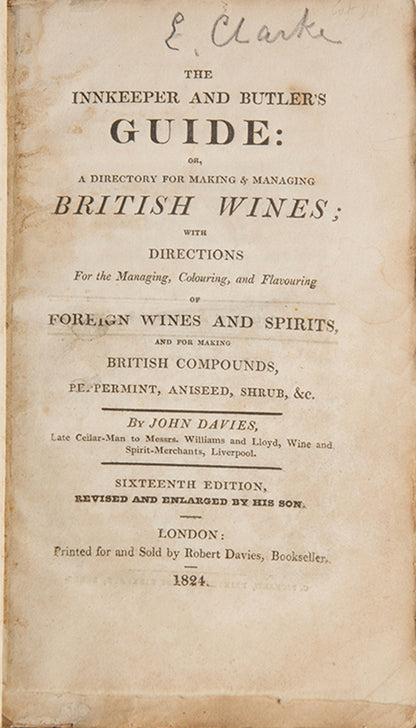 E. Clarke
THE
INNKEEPER AND BUTLER'S
GUIDE:
OR,
A DIRECTORY FOR MAKING & MANAGING
BRITISH WINES;
WITH
DIRECTIONS
For the Managing, Colouring, and Flavouring
OF
FOREIGN WINES AND SPIRITS,
AND FOR MAKING
BRITISH COMPOUNDS,
PEPPERMINT, ANISEED, SHRUB, &c.
By JOHN DAVIES,
Late Cellar-Man to Messrs. Williams and Lloyd, Wine and
Spirit-Merchants, Liverpool.
SIXTEENTH EDITION,
REVISED AND ENLARGED BY HIS SON.
LONDON:
Printed for and Sold by Robert Davies, Bookseller.
1824.